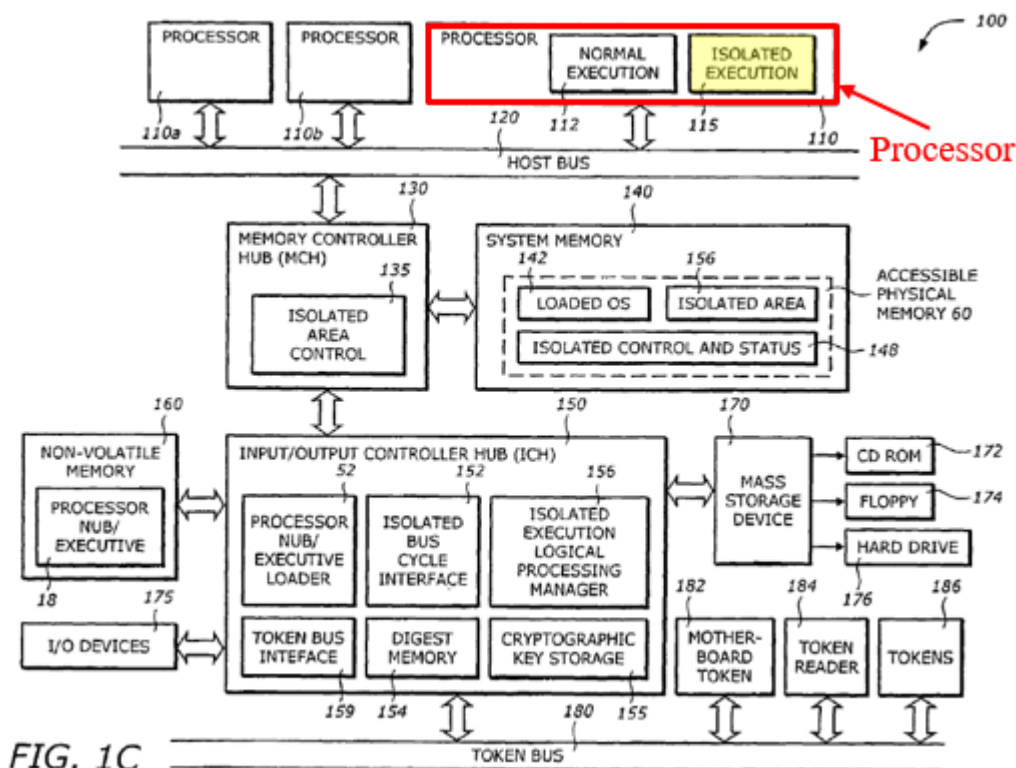 100
PROCESSOR
PROCESSOR
PROCESSOR
NORMAL
EXECUTION
ISOLATED
EXECUTION
110a
110b
120
112
115
110
Processor
HOST BUS
130
140
MEMORY CONTROLLER
HUB (MCH)
135
ISOLATED
AREA
CONTROL
SYSTEM MEMORY
142
156
LOADED OS
ISOLATED AREA
ISOLATED CONTROL AND STATUS
148
ACCESSIBLE
PHYSICAL
MEMORY 60
160
150
170
NON-VOLATILE
MEMORY
PROCESSOR
NUB/
EXECUTIVE
18
175
I/O DEVICES
INPUT/OUTPUT CONTROLLER HUB (ICH)
52
152
156
PROCESSOR
NUB/
EXECUTIVE
LOADER
ISOLATED
BUS
CYCLE
INTERFACE
ISOLATED
EXECUTION
LOGICAL
PROCESSING
MANAGER
TOKEN BUS
INTEFACE
DIGEST
MEMORY
CRYPTOGRAPHIC
KEY STORAGE
159
154
180
155
MASS
STORAGE
DEVICE
CD ROM
172
FLOPPY
174
HARD DRIVE
182
184
176
186
MOTHER-
BOARD
TOKEN
TOKEN
READER
TOKENS
TOKEN BUS
FIG. 1C